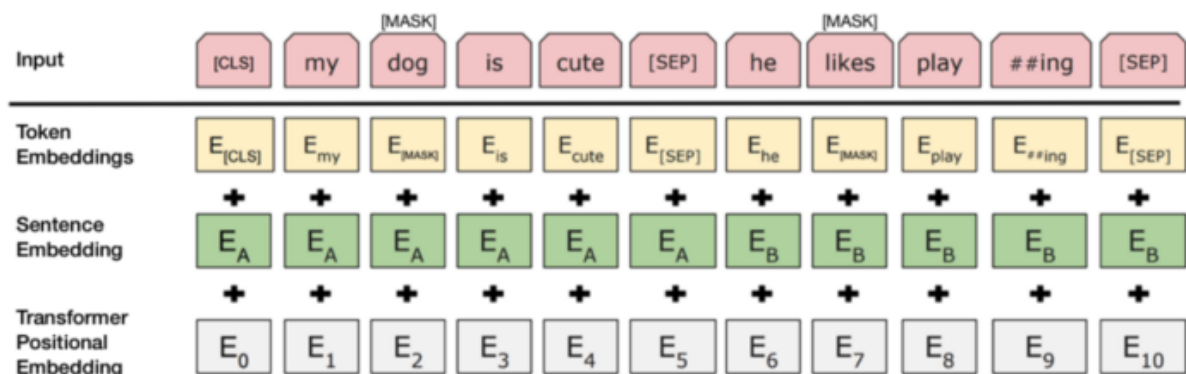 [MASK] [MASK]
Input [CLS] my dog is cute [SEP] he likes play ##ing [SEP]
Token Embeddings E[CLS] Emy E[MASK] Eis Ecute E[SEP] Ehe E[MASK] Eplay E##ing E[SEP]
+ + + + + + + + + + +
Sentence Embedding EA EA EA EA EA EA EB EB EB EB EB
+ + + + + + + + + + +
Transformer Positional Embedding E0 E1 E2 E3 E4 E5 E6 E7 E8 E9 E10